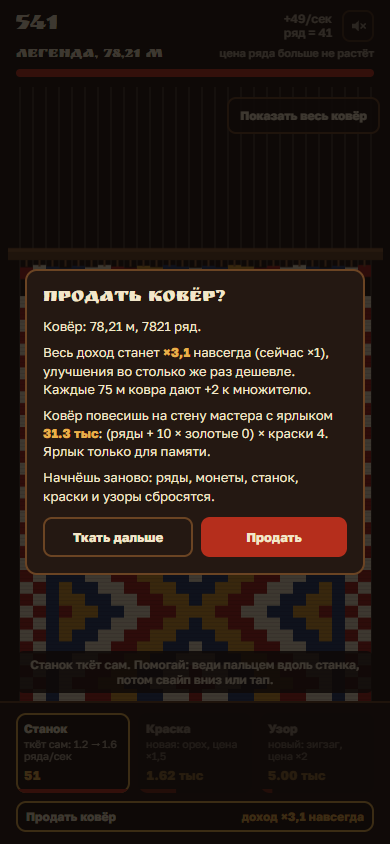 541
+49/сек
ряд = 41
ЛЕГЕНДА, 78,21 М
цена ряда больше не растёт
Показать весь ковёр
ПРОДАТЬ КОВЁР?
Ковёр: 78,21 м, 7821 ряд.
Весь доход станет ×3,1 навсегда (сейчас ×1),
улучшения во столько же раз дешевле.
Каждые 75 м ковра дают +2 к множителю.
Ковёр повесишь на стену мастера с ярлыком
31.3 тыс: (ряды + 10 × золотые 0) × краски 4.
Ярлык только для памяти.
Начнёшь заново: ряды, монеты, станок,
краски и узоры сбросятся.
Ткать дальше
Продать
Станок ткёт сам. Помогай: веди пальцем вдоль станка,
потом свайп вниз или тап.
Станок
ткёт сам: 1.2 → 1.6
ряды/сек
51
Краска
новая: орех, цена
×1,5
1.62 тыс
Узор
новый: зигзаг,
цена ×2
5.00 тыс
Продать ковёр
доход ×3,1 навсегда